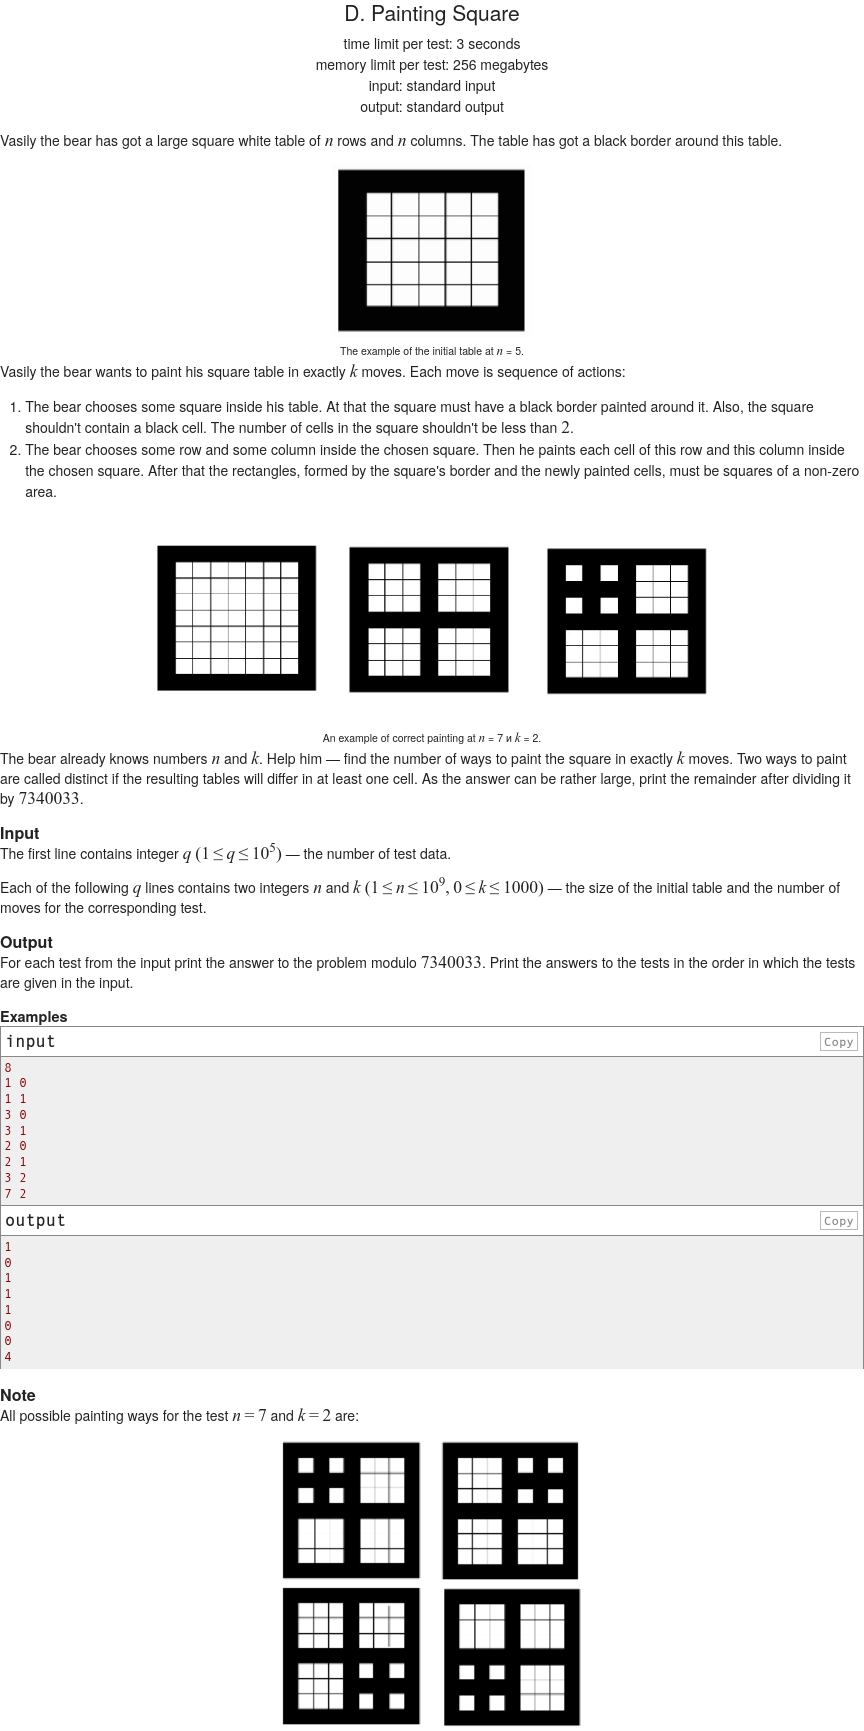 D. Painting Square
time limit per test: 3 seconds
memory limit per test: 256 megabytes
input: standard input
output: standard output
Vasily the bear has got a large square white table of n rows and n columns. The table has got a black border around this table.
The example of the initial table at n = 5.
Vasily the bear wants to paint his square table in exactly k moves. Each move is sequence of actions:
1. The bear chooses some square inside his table. At that the square must have a black border painted around it. Also, the square
shouldn't contain a black cell. The number of cells in the square shouldn't be less than 2.
2. The bear chooses some row and some column inside the chosen square. Then he paints each cell of this row and this column inside
the chosen square. After that the rectangles, formed by the square's border and the newly painted cells, must be squares of a non-zero
area.
An example of correct painting at n = 7 и k = 2.
The bear already knows numbers n and k. Help him — find the number of ways to paint the square in exactly k moves. Two ways to paint
are called distinct if the resulting tables will differ in at least one cell. As the answer can be rather large, print the remainder after dividing it
by 7340033.
Input
The first line contains integer q (1 ≤ q ≤ 10^5) — the number of test data.
Each of the following q lines contains two integers n and k (1 ≤ n ≤ 10^9, 0 ≤ k ≤ 1000) — the size of the initial table and the number of
moves for the corresponding test.
Output
For each test from the input print the answer to the problem modulo 7340033. Print the answers to the tests in the order in which the tests
are given in the input.
Examples
input Copy
8
1 0
1 1
3 0
3 1
2 0
2 1
3 2
7 2
output Copy
1
0
1
1
1
0
0
4
Note
All possible painting ways for the test n = 7 and k = 2 are: